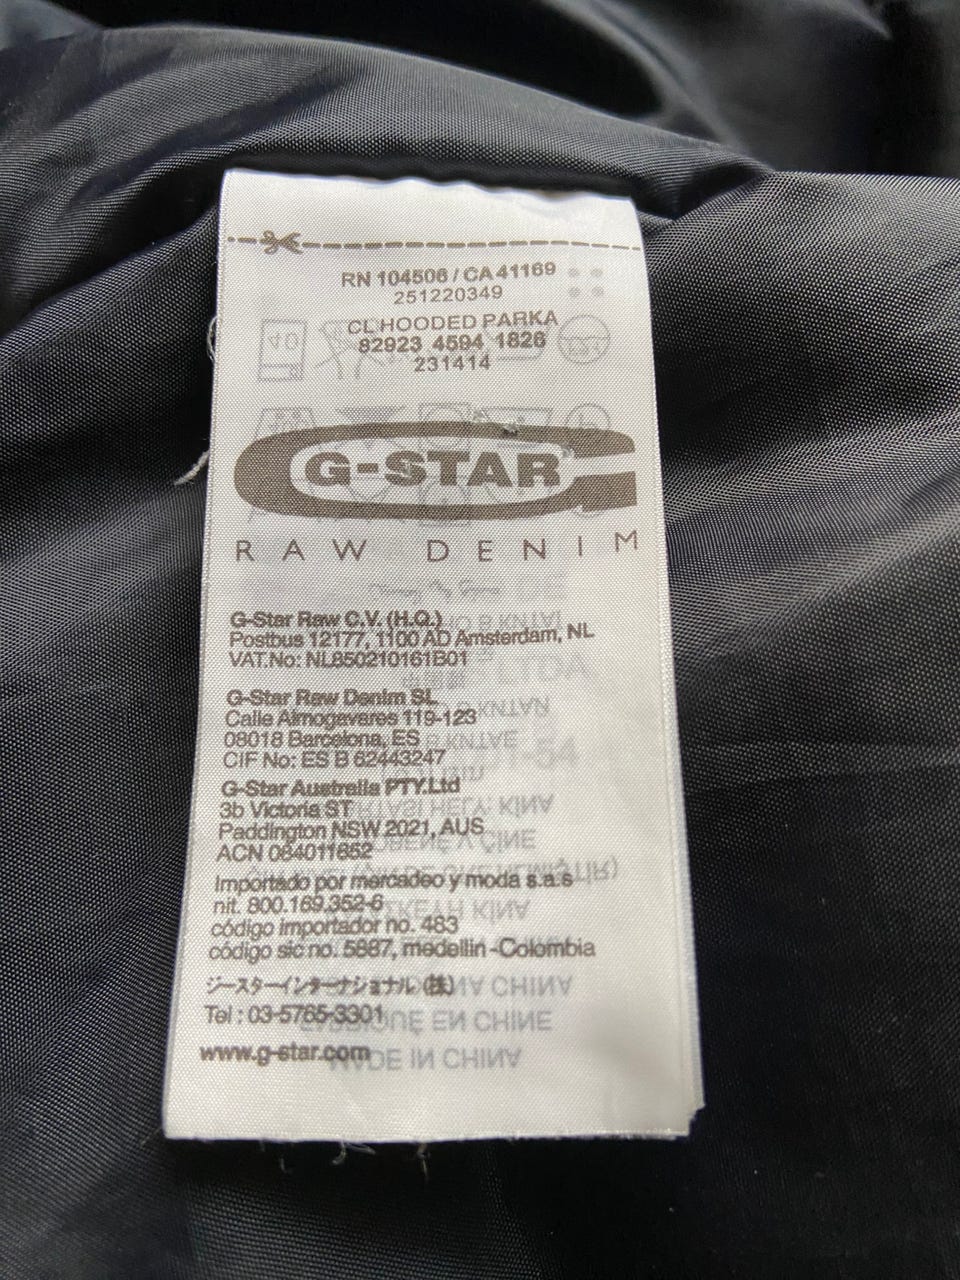 RN 104506 / CA 41169
251220349
CL HOODED PARKA
82923 4594 1826
231414
G-STAR
RAW DENIM
G-Star Raw C.V. (H.Q.)
Postbus 12177, 1100 AD Amsterdam, NL
VAT.No: NL850210161B01
G-Star Raw Denim SL
Calle Almogavares 119-123
08018 Barcelona, ES
CIF No: ES B 62443247
G-Star Australia PTY.Ltd
3b Victoria ST
Paddington NSW 2021, AUS
ACN 084011652
Importado por mercadeo y moda s.a.s
nit. 800.169.352-6
código importador no. 483
código sic no. 5887, medellin -Colombia
ジースターインターナショナル(株)
Tel : 03-5765-3301
www.g-star.com
MADE IN CHINA